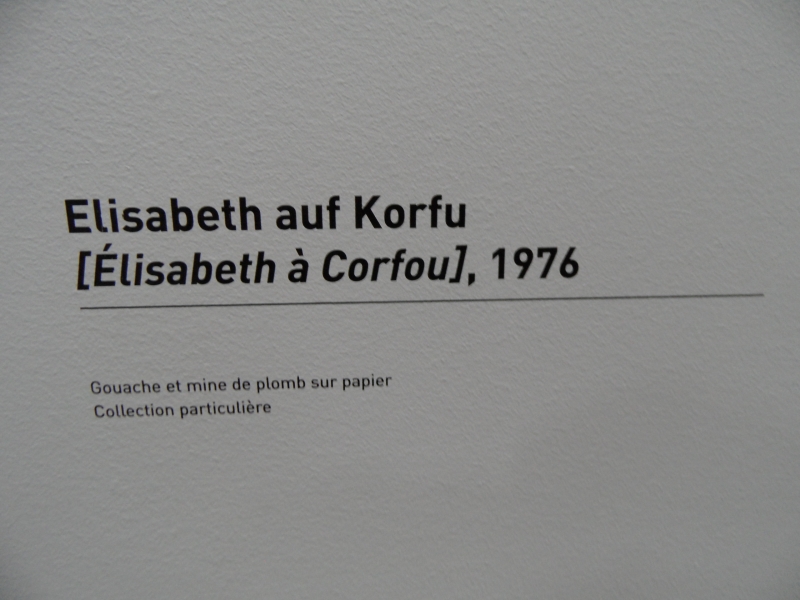 Elisabeth auf Korfu
[Élisabeth à Corfou], 1976
Gouache et mine de plomb sur papier
Collection particulière